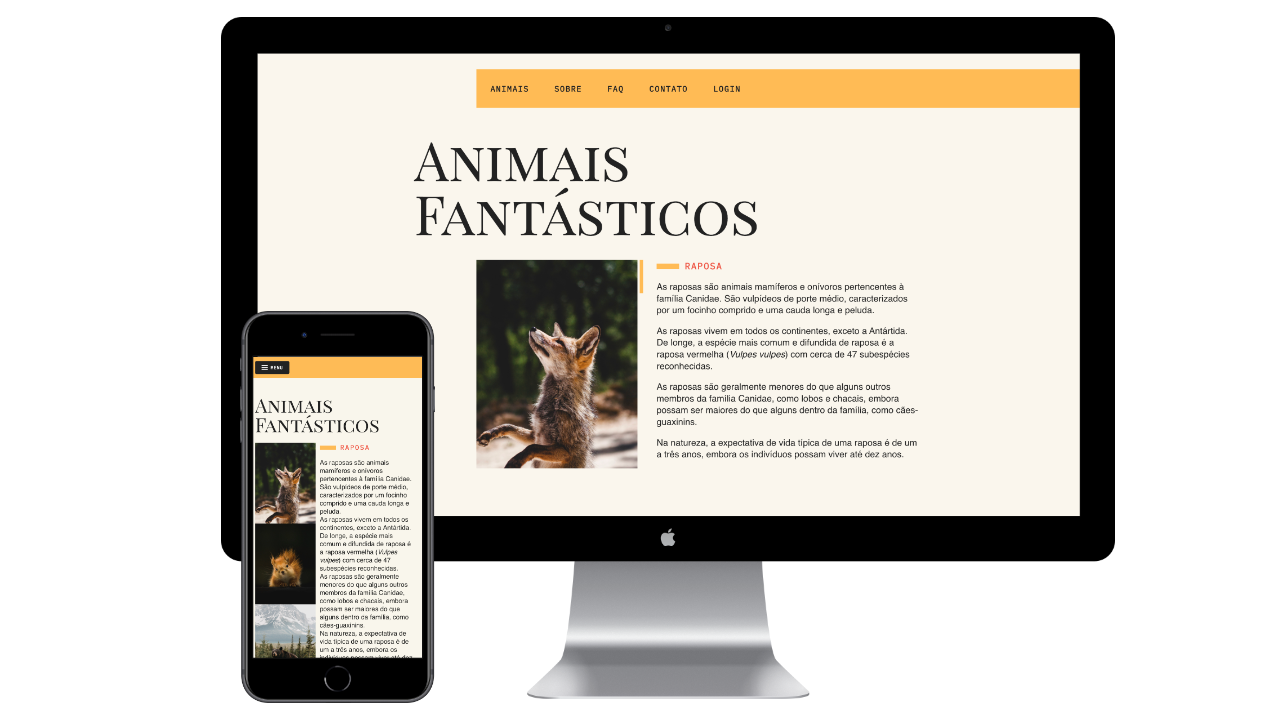 ANIMAIS SOBRE FAQ CONTATO LOGIN
ANIMAIS
FANTÁSTICOS
RAPOSA
As raposas são animais mamíferos e onívoros pertencentes à
família Canidae. São vulpídeos de porte médio, caracterizados
por um focinho comprido e uma cauda longa e peluda.
As raposas vivem em todos os continentes, exceto a Antártida.
De longe, a espécie mais comum e difundida de raposa é a
raposa vermelha (Vulpes vulpes) com cerca de 47 subespécies
reconhecidas.
As raposas são geralmente menores do que alguns outros
membros da família Canidae, como lobos e chacais, embora
possam ser maiores do que alguns dentro da família, como cães-
guaxinins.
Na natureza, a expectativa de vida típica de uma raposa é de um
a três anos, embora os indivíduos possam viver até dez anos.
MENU
ANIMAIS
FANTÁSTICOS
RAPOSA
As raposas são animais
mamíferos e onívoros
pertencentes à família Canidae.
São vulpídeos de porte médio,
caracterizados por um focinho
comprido e uma cauda longa e
peluda.
As raposas vivem em todos os
continentes, exceto a Antártida.
De longe, a espécie mais
comum e difundida de raposa é
a raposa vermelha (Vulpes
vulpes) com cerca de 47
subespécies reconhecidas.
As raposas são geralmente
menores do que alguns outros
membros da família Canidae,
como lobos e chacais, embora
possam ser maiores do que
alguns dentro da família, como
cães-guaxinins.
Na natureza, a expectativa de
vida típica de uma raposa é de
um a três anos, embora os
indivíduos possam viver até dez